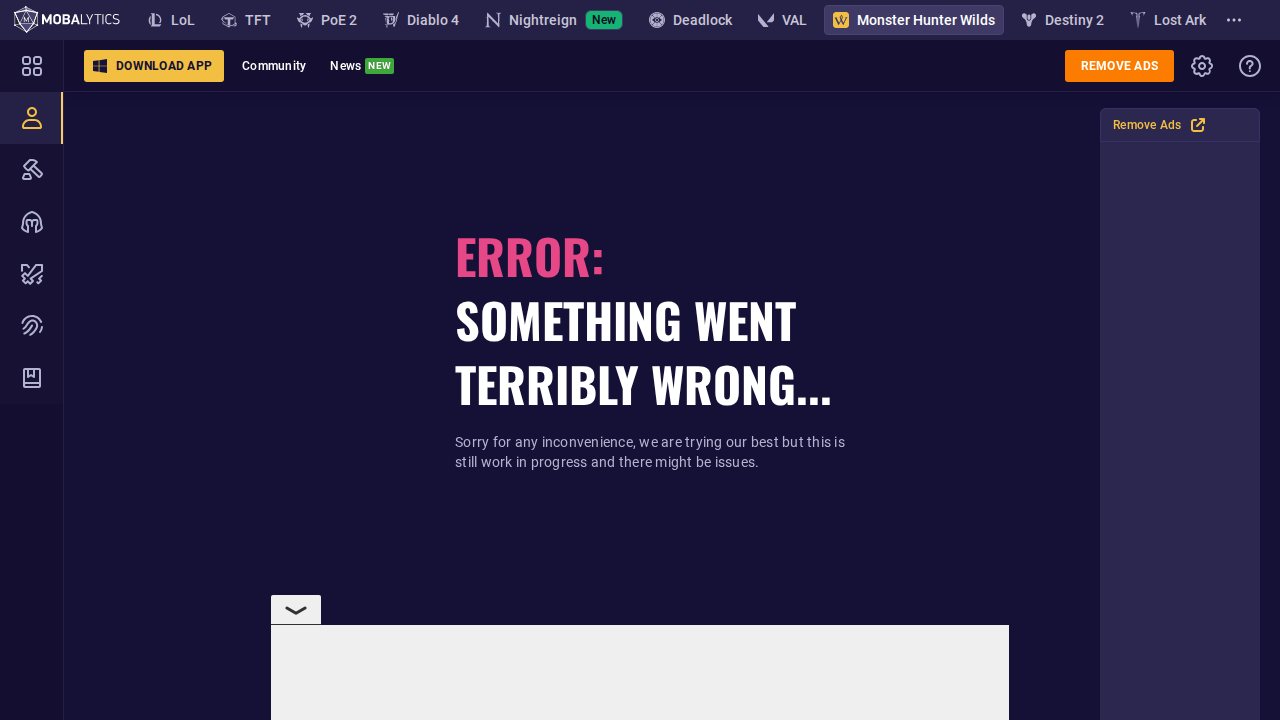 MOBALYTICS
LoL
TFT
PoE 2
Diablo 4
Nightreign New
Deadlock
VAL
Monster Hunter Wilds
Destiny 2
Lost Ark
DOWNLOAD APP
Community
News NEW
REMOVE ADS
Remove Ads
ERROR:
SOMETHING WENT
TERRIBLY WRONG...
Sorry for any inconvenience, we are trying our best but this is
still work in progress and there might be issues.